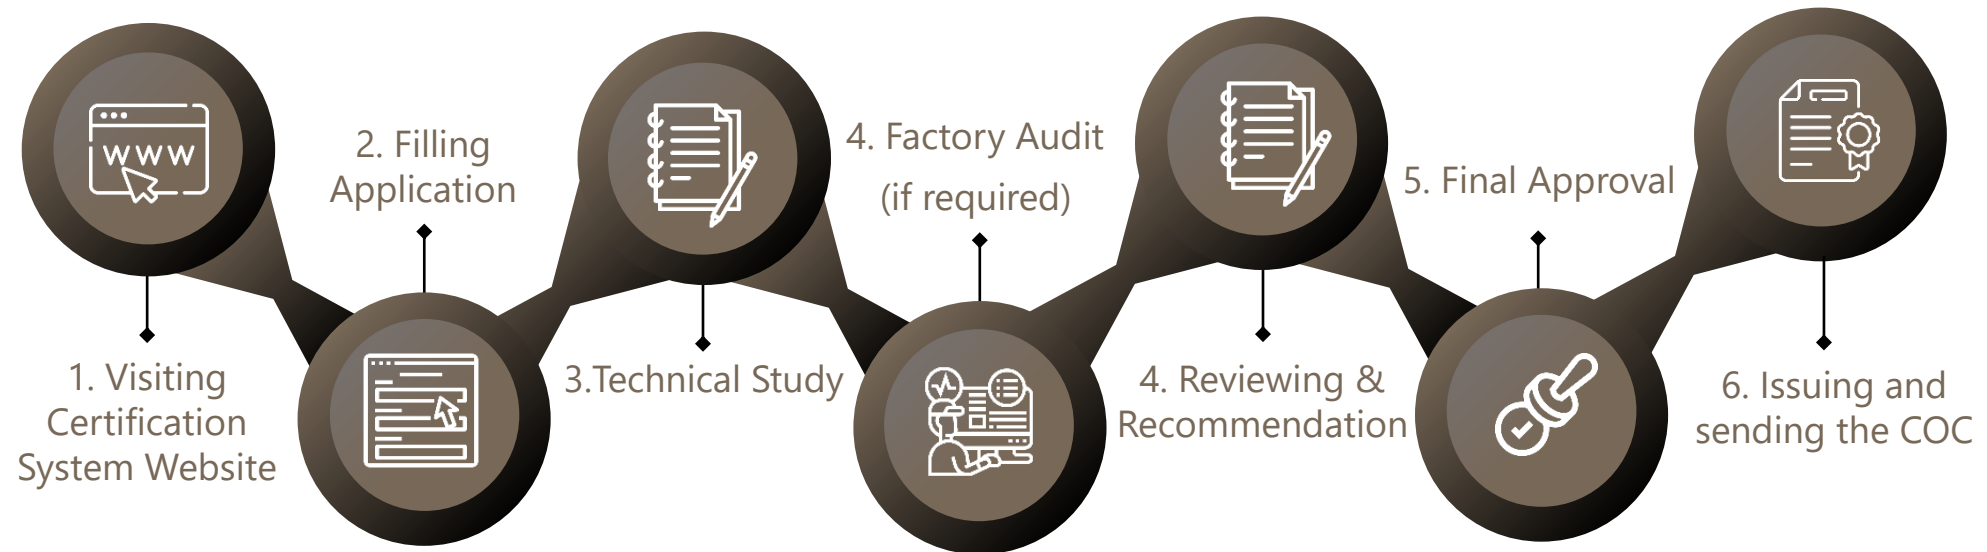 WWW
1. Visiting
Certification
System Website
2. Filling
Application
3.Technical Study
4. Factory Audit
(if required)
4. Reviewing &
Recommendation
5. Final Approval
6. Issuing and
sending the COC